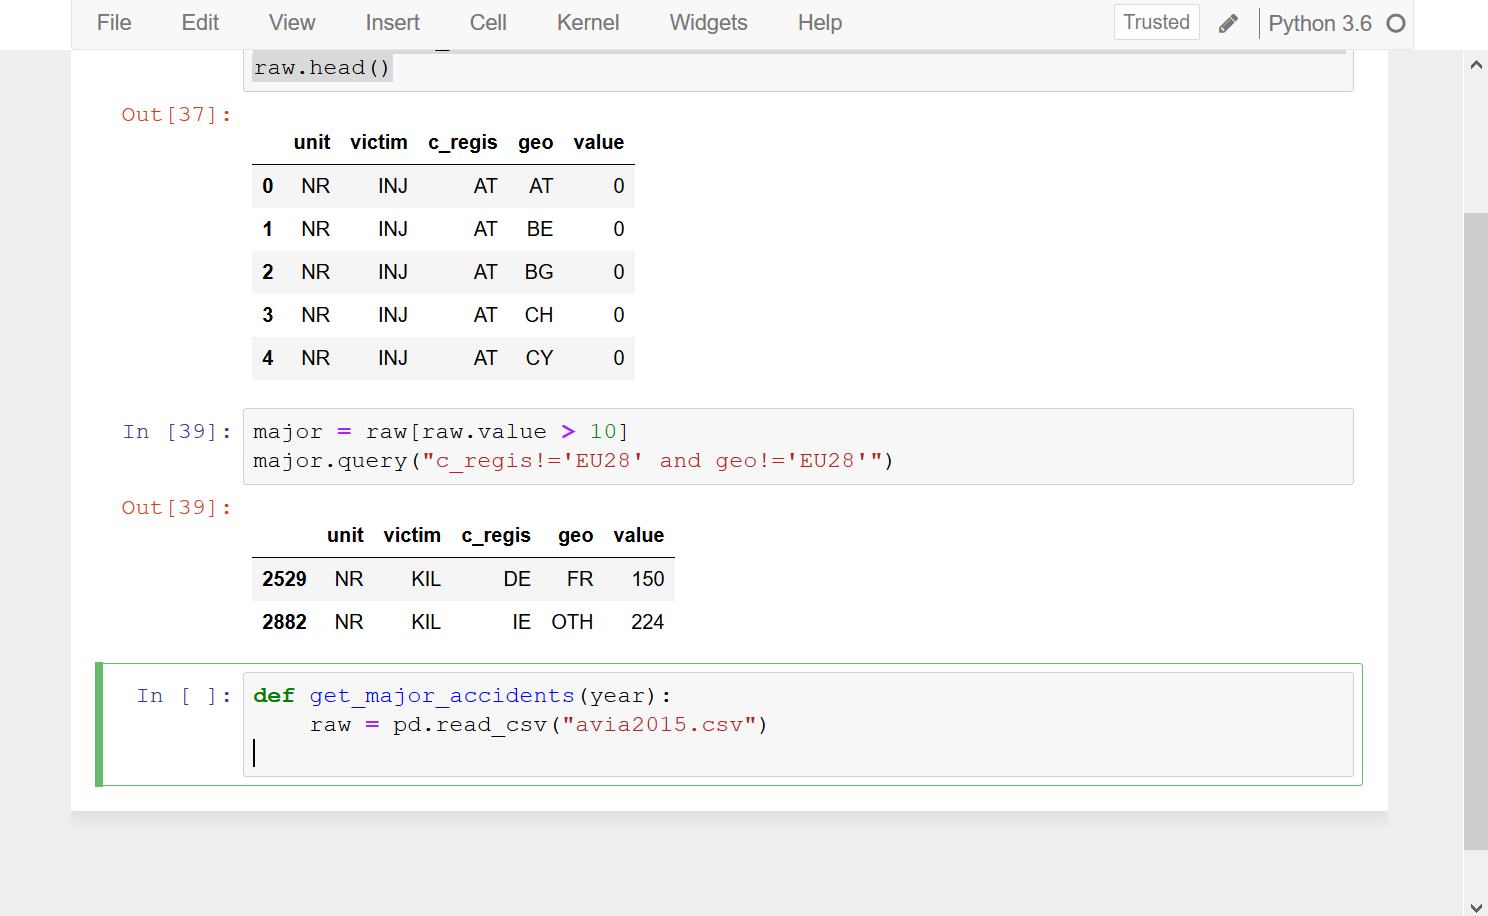 File Edit View Insert Cell Kernel Widgets Help Trusted Python 3.6
raw.head()
Out[37]:
unit victim c_regis geo value
0 NR INJ AT AT 0
1 NR INJ AT BE 0
2 NR INJ AT BG 0
3 NR INJ AT CH 0
4 NR INJ AT CY 0
In [39]: major = raw[raw.value > 10]
major.query("c_regis!='EU28' and geo!='EU28'")
Out[39]:
unit victim c_regis geo value
2529 NR KIL DE FR 150
2882 NR KIL IE OTH 224
In [ ]: def get_major_accidents(year):
raw = pd.read_csv("avia2015.csv")